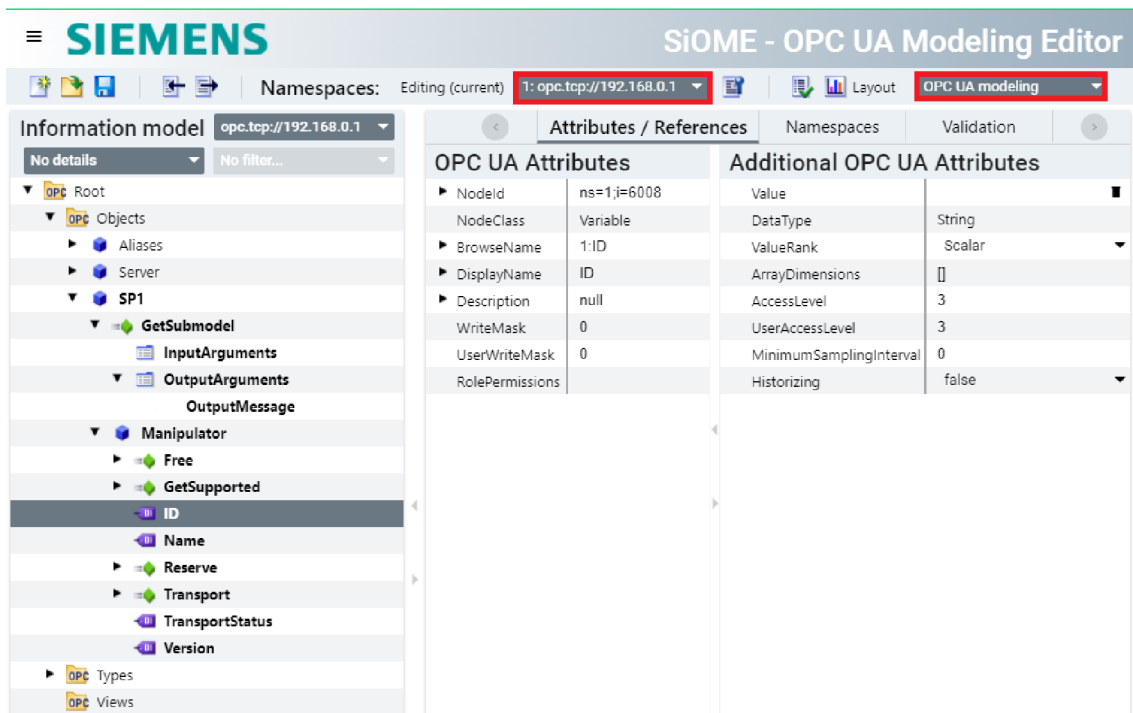 SIEMENS
SiOME - OPC UA Modeling Editor
Namespaces: Editing (current) 1: opc.tcp://192.168.0.1 Layout OPC UA modeling
Information model opc.tcp://192.168.0.1
No details No filter...
Root
Objects
Aliases
Server
SP1
GetSubmodel
InputArguments
OutputArguments
OutputMessage
Manipulator
Free
GetSupported
ID
Name
Reserve
Transport
TransportStatus
Version
Types
Views
Attributes / References Namespaces Validation
OPC UA Attributes
NodeId ns=1;i=6008
NodeClass Variable
BrowseName 1:ID
DisplayName ID
Description null
WriteMask 0
UserWriteMask 0
RolePermissions
Additional OPC UA Attributes
Value
DataType String
ValueRank Scalar
ArrayDimensions []
AccessLevel 3
UserAccessLevel 3
MinimumSamplingInterval 0
Historizing false